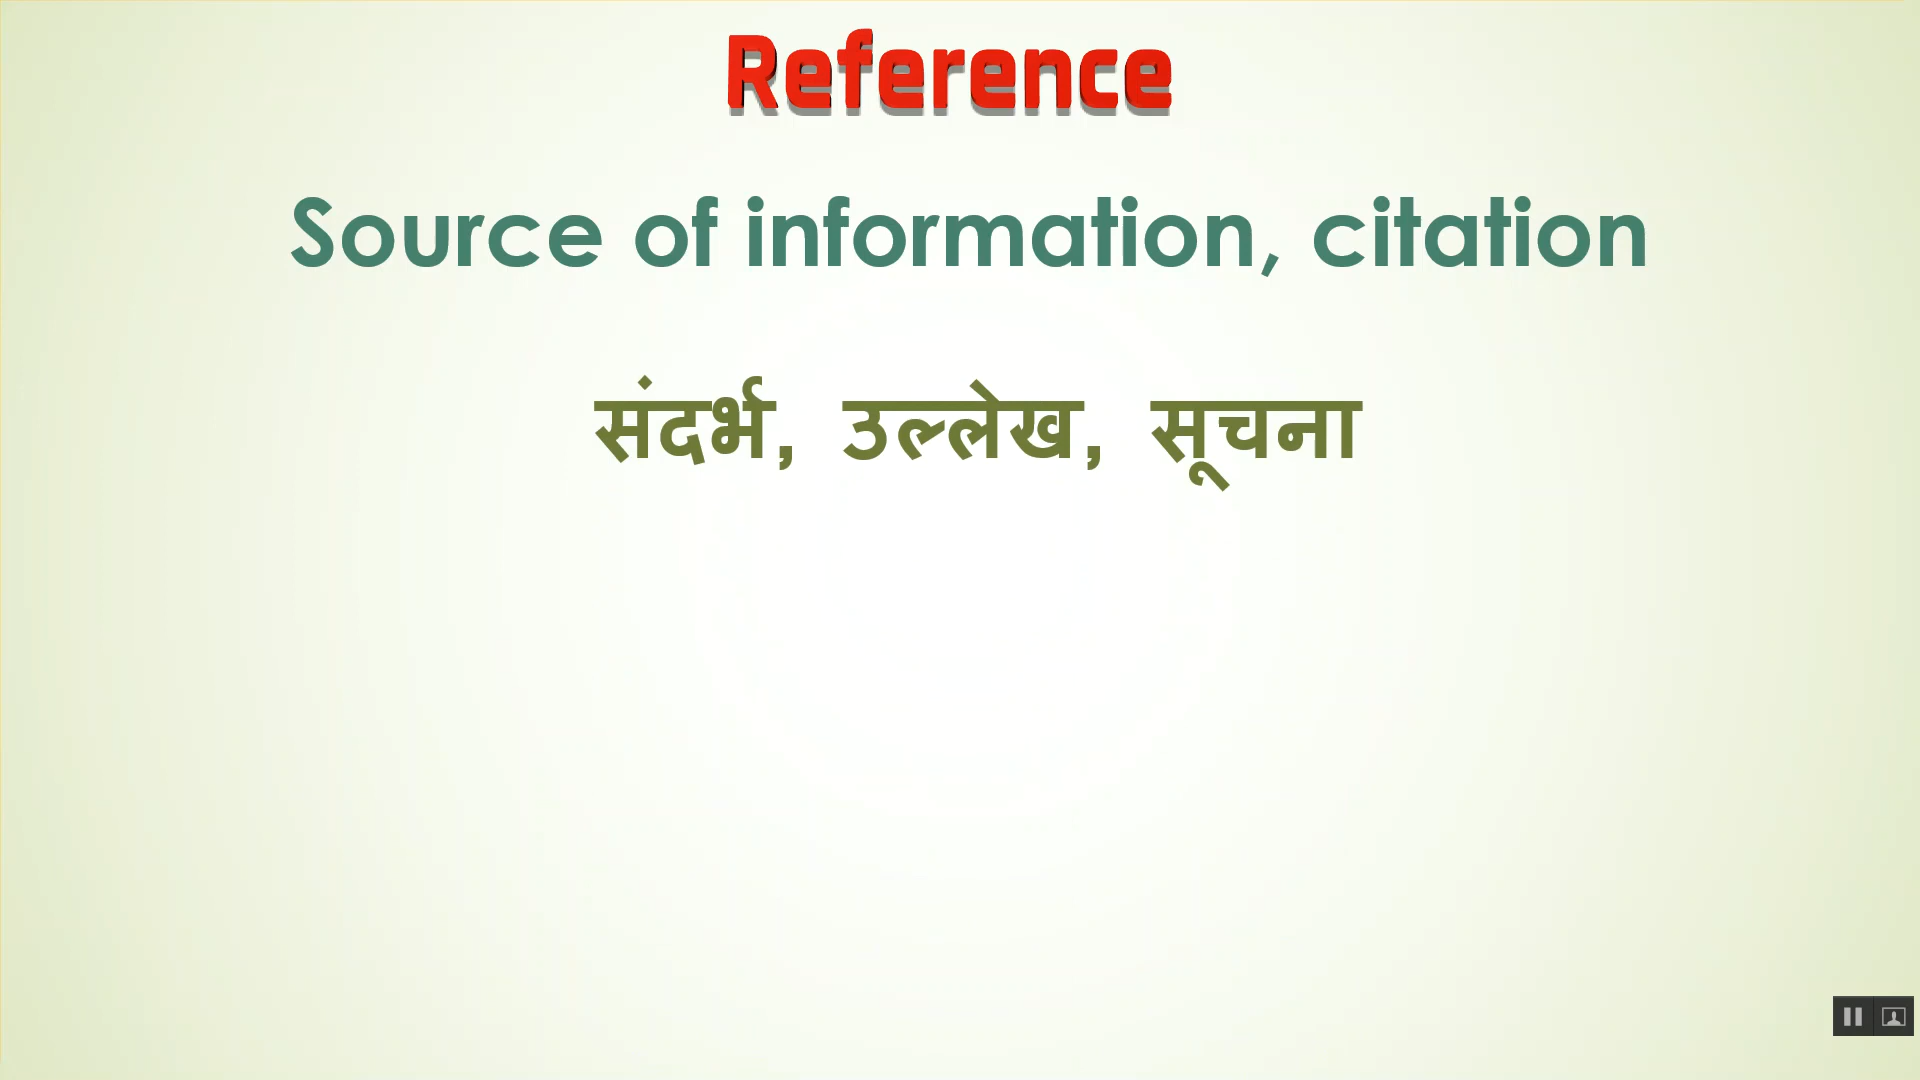 Reference
Source of information, citation
संदर्भ, उल्लेख, सूचना